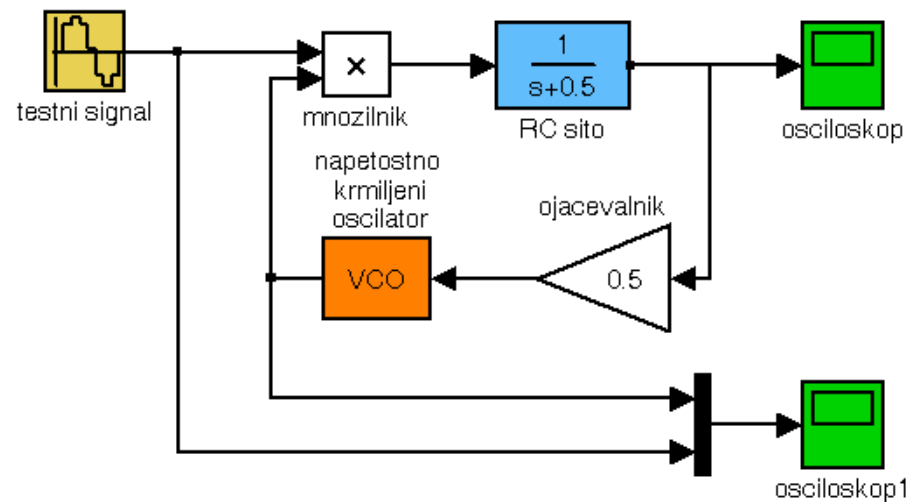 testni signal
×
mnozilnik
1
s+0.5
RC sito
osciloskop
napetostno
krmiljeni
oscilator
VCO
ojacevalnik
0.5
osciloskop1